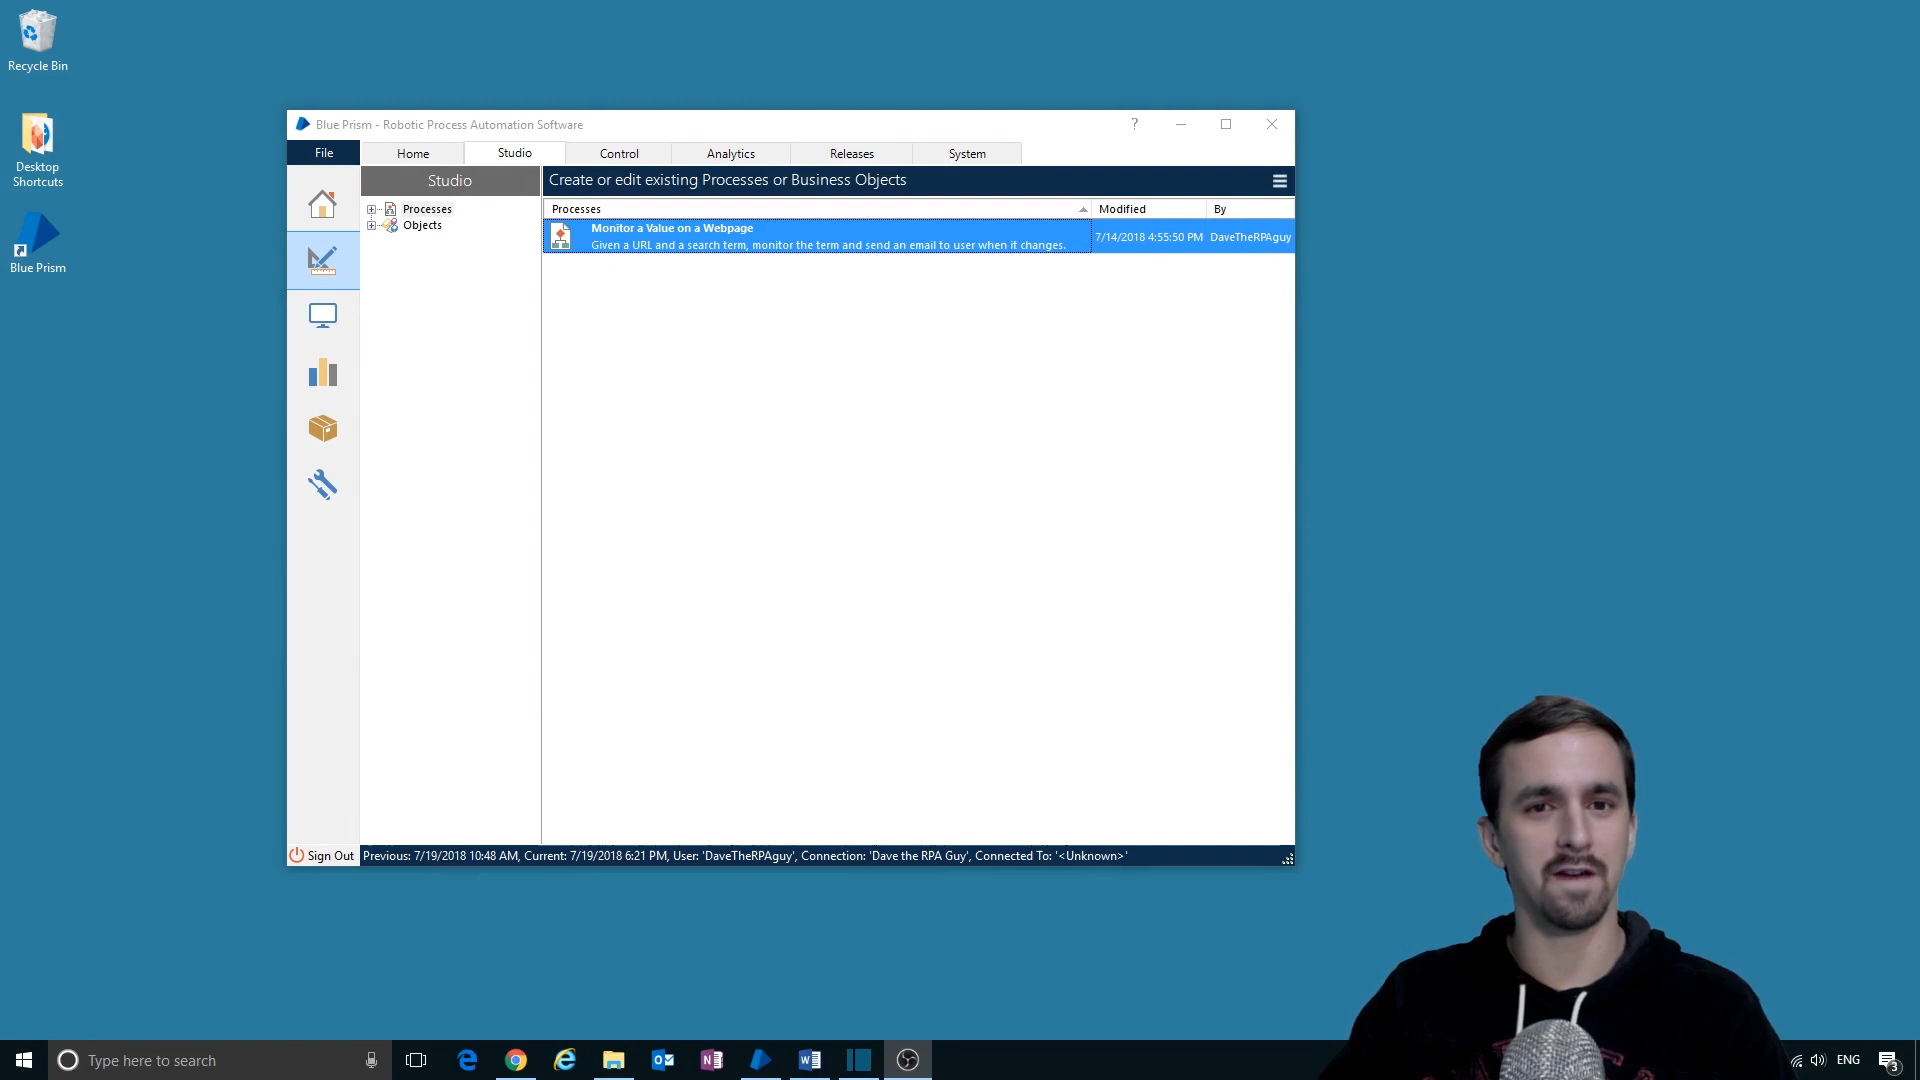 Recycle Bin
Desktop
Shortcuts
Blue Prism
Blue Prism - Robotic Process Automation Software
?
File
Home
Studio
Control
Analytics
Releases
System
Studio
Create or edit existing Processes or Business Objects
Processes
Objects
Processes
Modified
By
Monitor a Value on a Webpage
Given a URL and a search term, monitor the term and send an email to user when it changes.
7/14/2018 4:55:50 PM
DaveTheRPAguy
Sign Out
Previous: 7/19/2018 10:48 AM, Current: 7/19/2018 6:21 PM, User: 'DaveTheRPAguy', Connection: 'Dave the RPA Guy', Connected To: '<Unknown>'
Type here to search
ENG
3